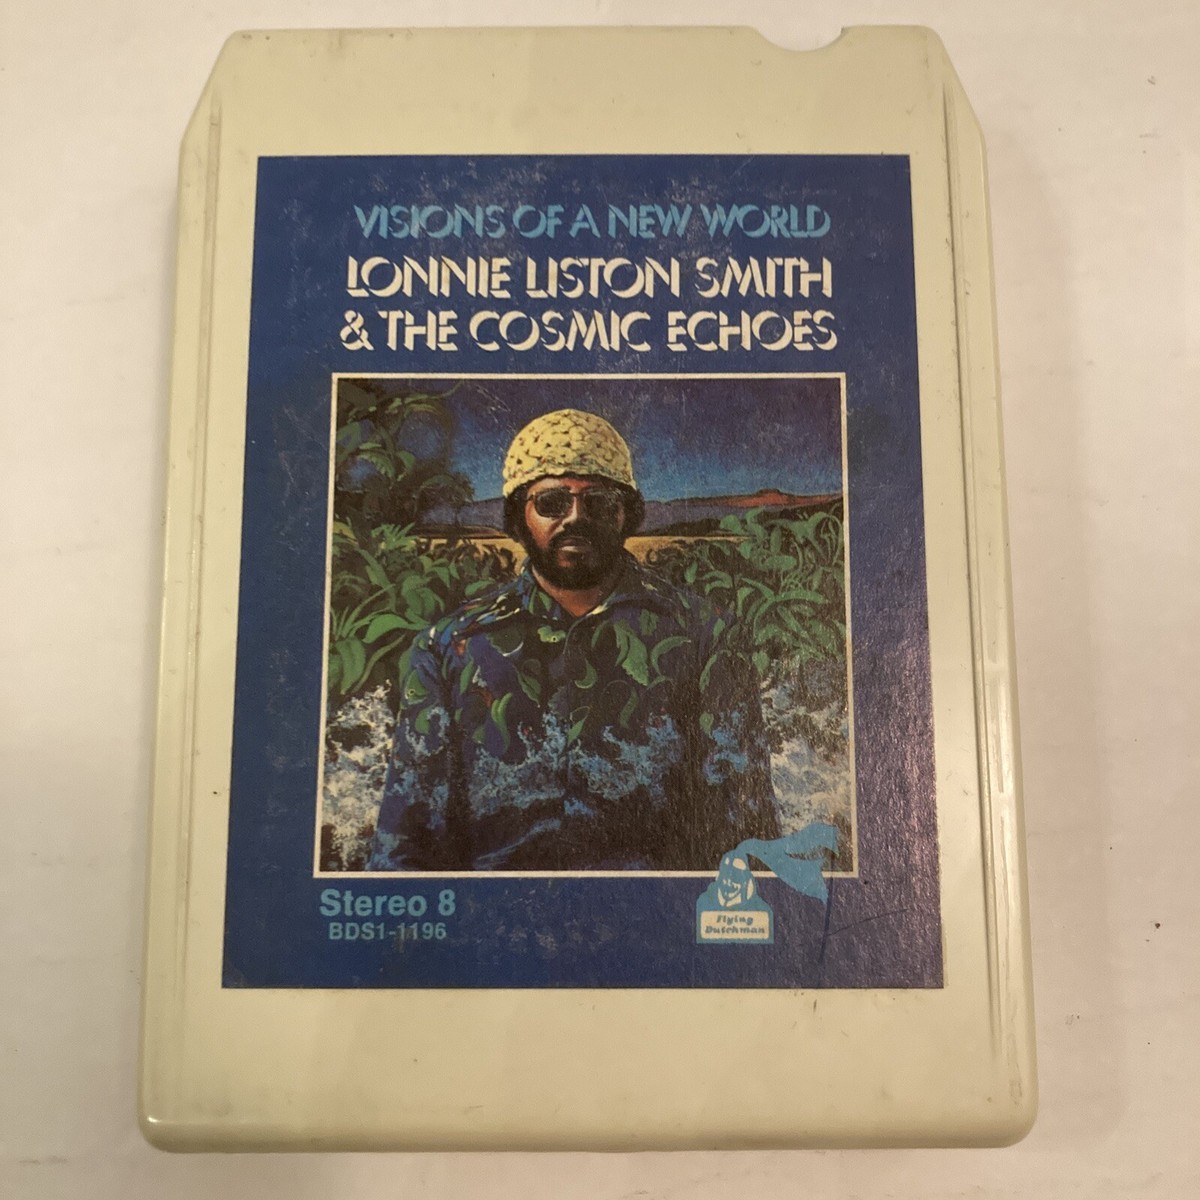 VISIONS OF A NEW WORLD
LONNIE LISTON SMITH
& THE COSMIC ECHOES
Stereo 8
BDS1-1196
Flying
Dutchman